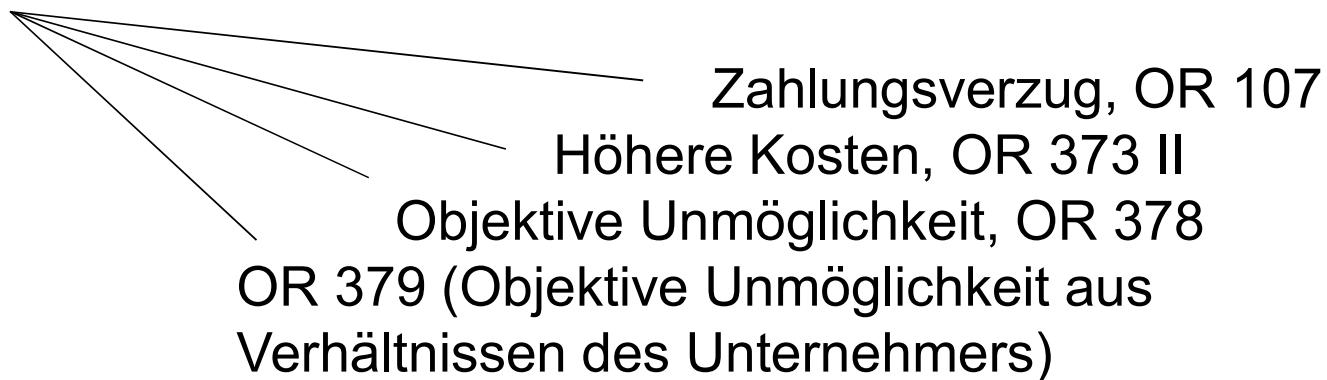 Zahlungsverzug, OR 107
Höhere Kosten, OR 373 II
Objektive Unmöglichkeit, OR 378
OR 379 (Objektive Unmöglichkeit aus
Verhältnissen des Unternehmers)